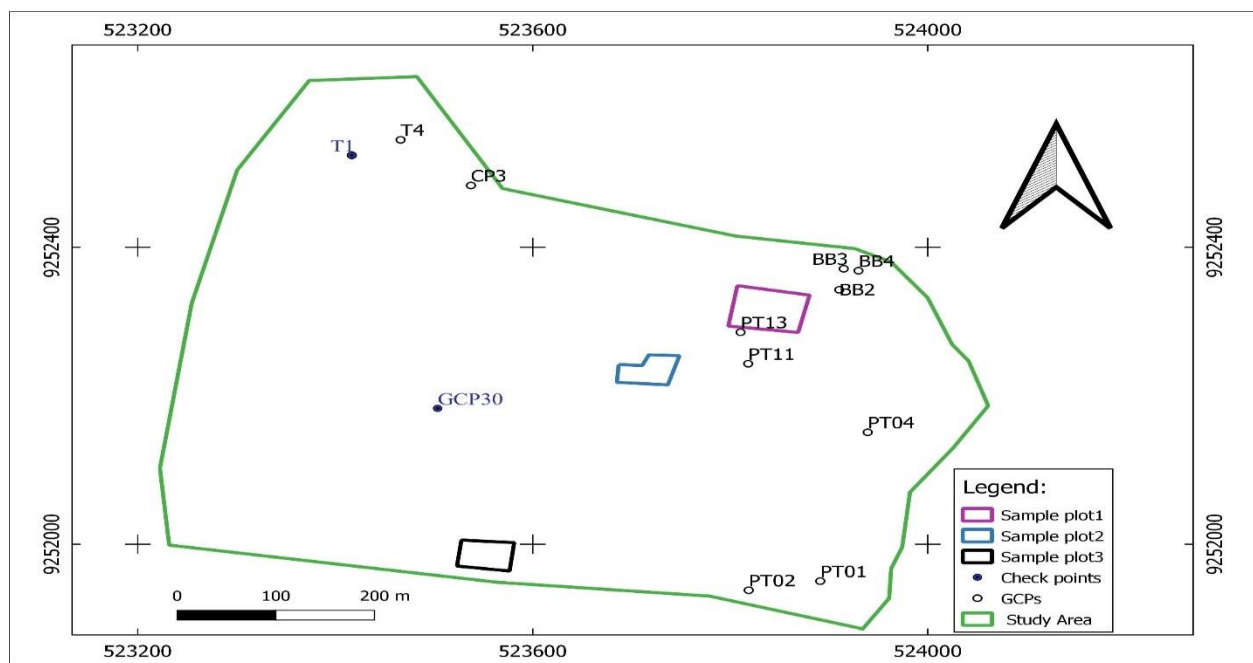 523200 523600 524000
T4
T1
CP3
9252400 9252400
BB3 BB4
BB2
PT13
PT11
GCP30
PT04
Legend:
Sample plot1
Sample plot2
Sample plot3
Check points
GCPs
Study Area
9252000 9252000
PT01
PT02
0 100 200 m
523200 523600 524000